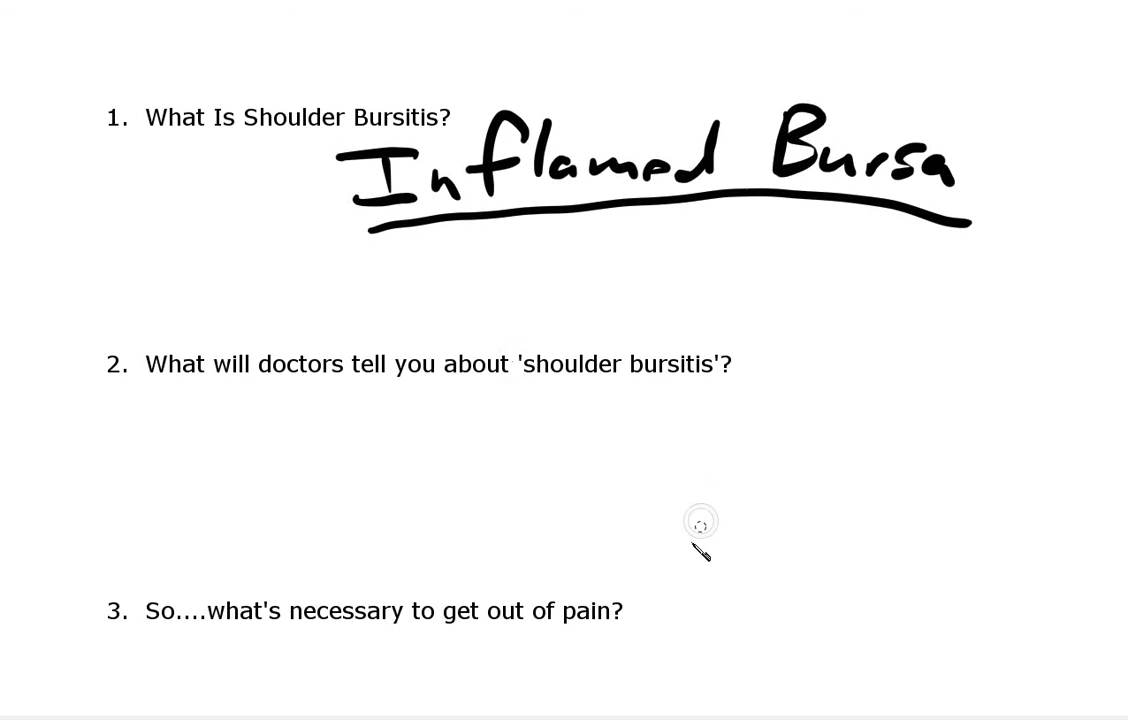 1. What Is Shoulder Bursitis?
Inflamed Bursa
2. What will doctors tell you about 'shoulder bursitis'?
3. So....what's necessary to get out of pain?